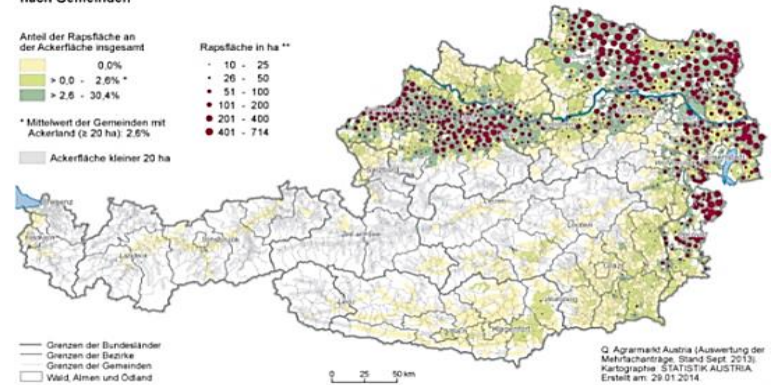 nach Gemeinden
Anteil der Rapsfläche an
der Ackerfläche insgesamt
0,0%
> 0,0 - 2,6% *
> 2,6 - 30,4%
* Mittelwert der Gemeinden mit
Ackerland (≥ 20 ha): 2,6%
Ackerfläche kleiner 20 ha
Rapsfläche in ha **
10 - 25
26 - 50
51 - 100
101 - 200
201 - 400
401 - 714
Grenzen der Bundesländer
Grenzen der Bezirke
Grenzen der Gemeinden
Wald, Almen und Ödland
0 25 50 km
Q: Agrarmarkt Austria (Auswertung der
Mehrfachanträge, Stand Sept. 2013).
Kartographie: STATISTIK AUSTRIA.
Erstellt am: 29.01.2014.